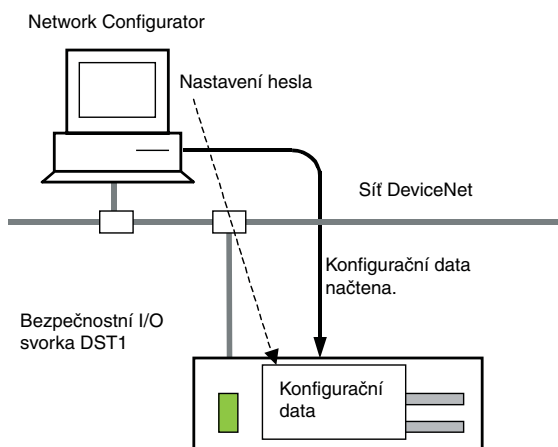 Network Configurator
Nastavení hesla
Síť DeviceNet
Konfigurační data
načtena.
Bezpečnostní I/O
svorka DST1
Konfigurační
data